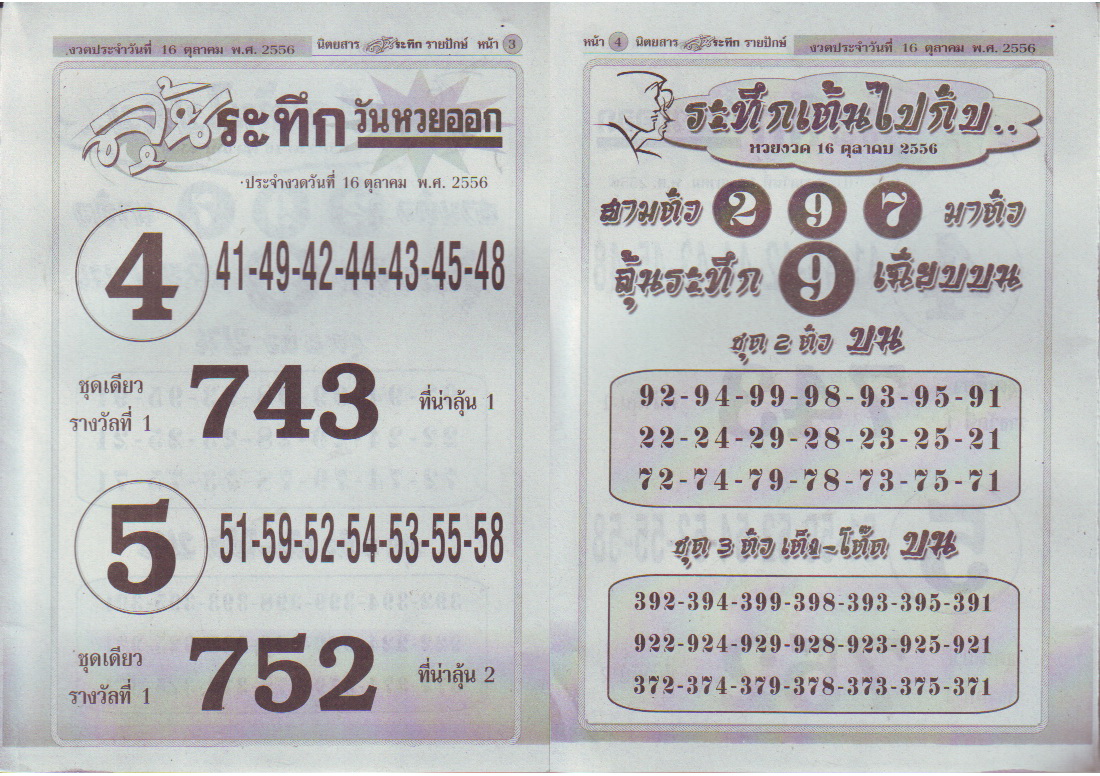 งวดประจำวันที่ 16 ตุลาคม พ.ศ. 2556 นิตยสาร ลุ้นระทึก รายปักษ์ หน้า 3
ลุ้นระทึกวันหวยออก
ประจำงวดวันที่ 16 ตุลาคม พ.ศ. 2556
4 41-49-42-44-43-45-48
ชุดเดียว
รางวัลที่ 1 743 ที่น่าลุ้น 1
5 51-59-52-54-53-55-58
ชุดเดียว
รางวัลที่ 1 752 ที่น่าลุ้น 2
หน้า 4 นิตยสาร ลุ้นระทึก รายปักษ์ งวดประจำวันที่ 16 ตุลาคม พ.ศ. 2556
ระทึกเต้นไปกับ..
หวยงวด 16 ตุลาคม 2556
สามตัว 2 9 7 มาตัว
ลุ้นระทึก 9 เฉียบบน
ชุด 2 ตัว บน
92-94-99-98-93-95-91
22-24-29-28-23-25-21
72-74-79-78-73-75-71
ชุด 3 ตัว เต็ง-โต๊ด บน
392-394-399-398-393-395-391
922-924-929-928-923-925-921
372-374-379-378-373-375-371